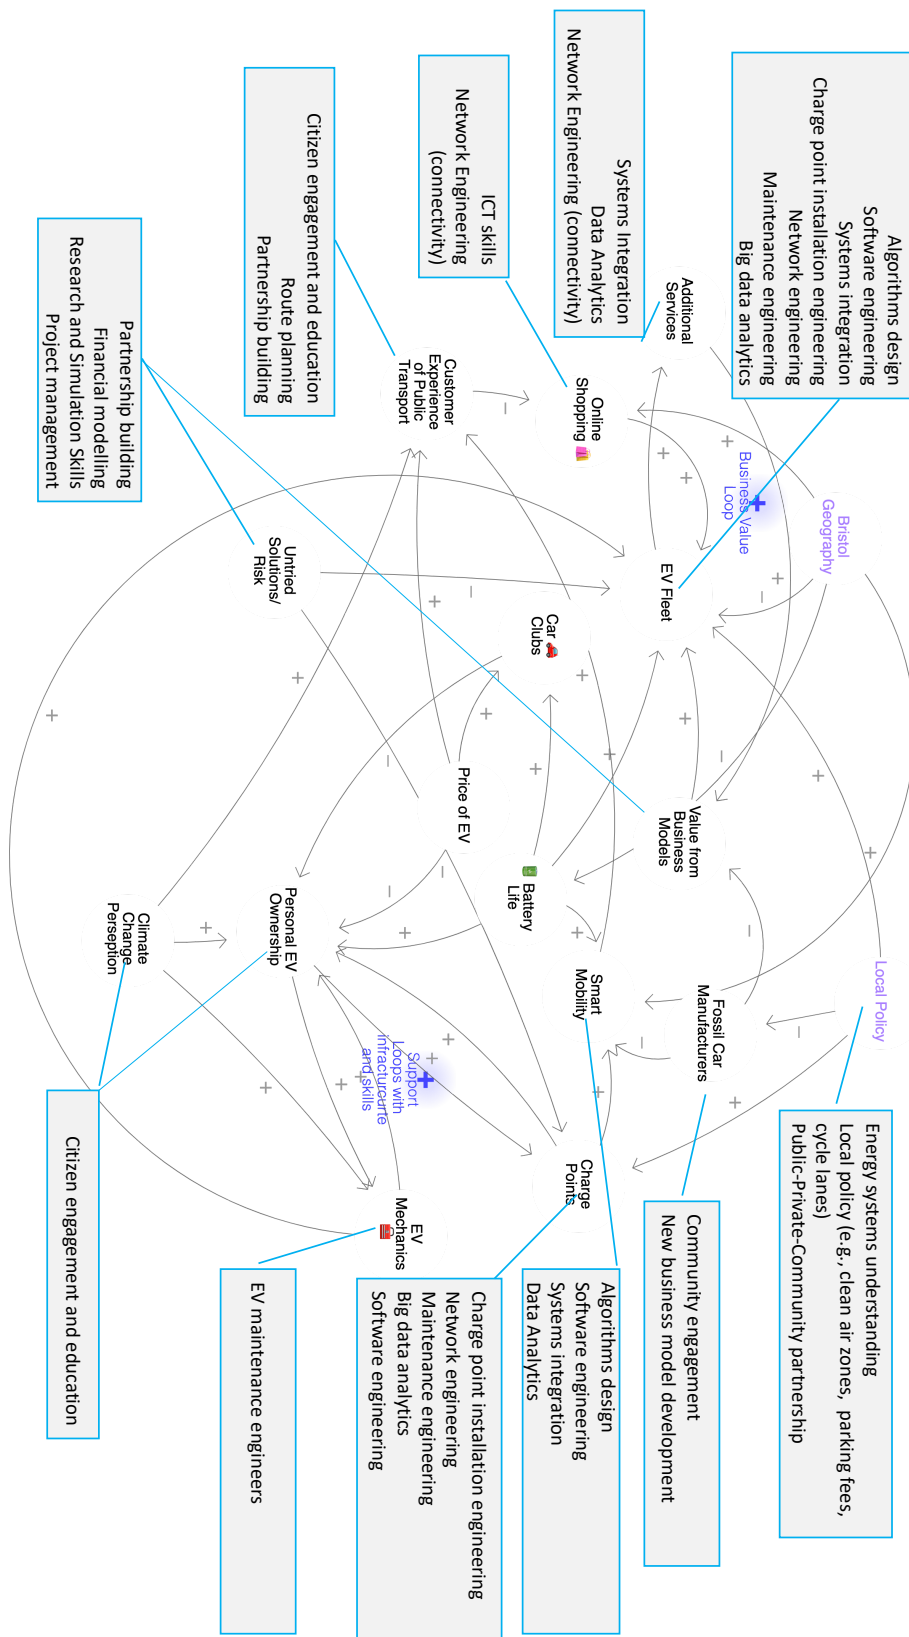 Algorithms design
Software engineering
Systems integration
Charge point installation engineering
Network engineering
Maintenance engineering
Big data analytics
Bristol
Geography
Local Policy
Energy systems understanding
Local policy (e.g., clean air zones, parking fees,
cycle lanes)
Public-Private-Community partnership
Business Value
Loop
Systems Integration
Data Analytics
Network Engineering (connectivity)
Additional
Services
EV Fleet
Value from
Business
Models
Fossil Car
Manufacturers
Community engagement
New business model development
ICT skills
Network Engineering
(connectivity)
Online
Shopping
Car
Clubs
Battery
Life
Smart
Mobility
Charge
Points
Algorithms design
Software engineering
Systems integration
Data Analytics
Customer
Experience
of Public
Transport
Price of EV
Support
Loops with
infracturcurte
and skills
EV
Mechanics
Charge point installation engineering
Network engineering
Maintenance engineering
Big data analytics
Software engineering
Citizen engagement and education
Route planning
Partnership building
Untried
Solutions/
Risk
Personal EV
Ownership
EV maintenance engineers
Partnership building
Financial modelling
Research and Simulation Skills
Project management
Climate
Change
Perseption
Citizen engagement and education